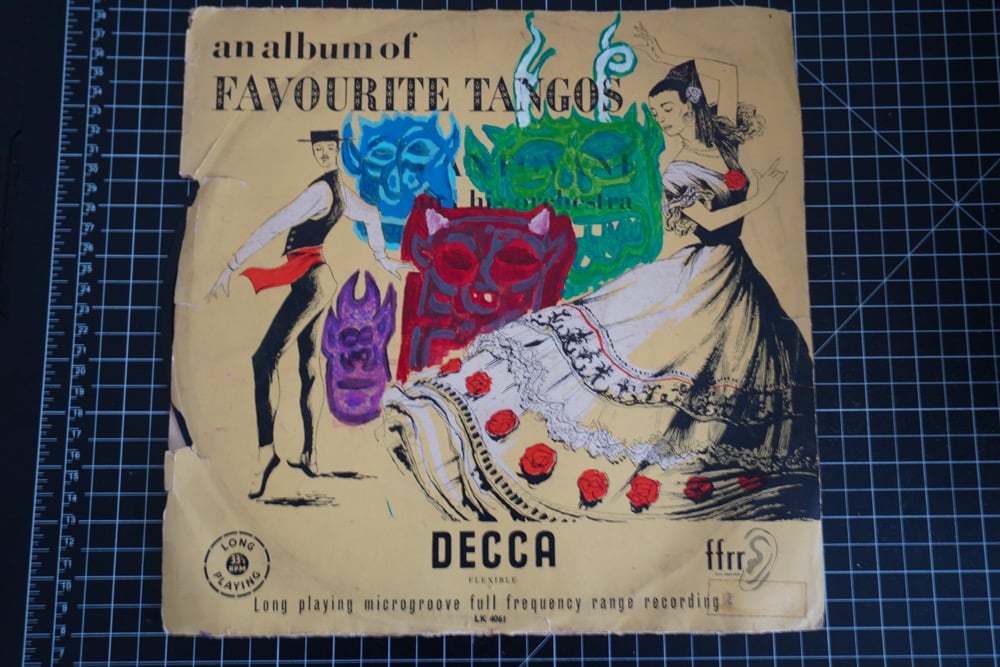 an album of
FAVOURITE TANGOS
his orchestra
138
LONG
33⅓
RPM
PLAYING
DECCA
FLEXIBLE
ffrr
Long playing microgroove full frequency range recording
LK 4061